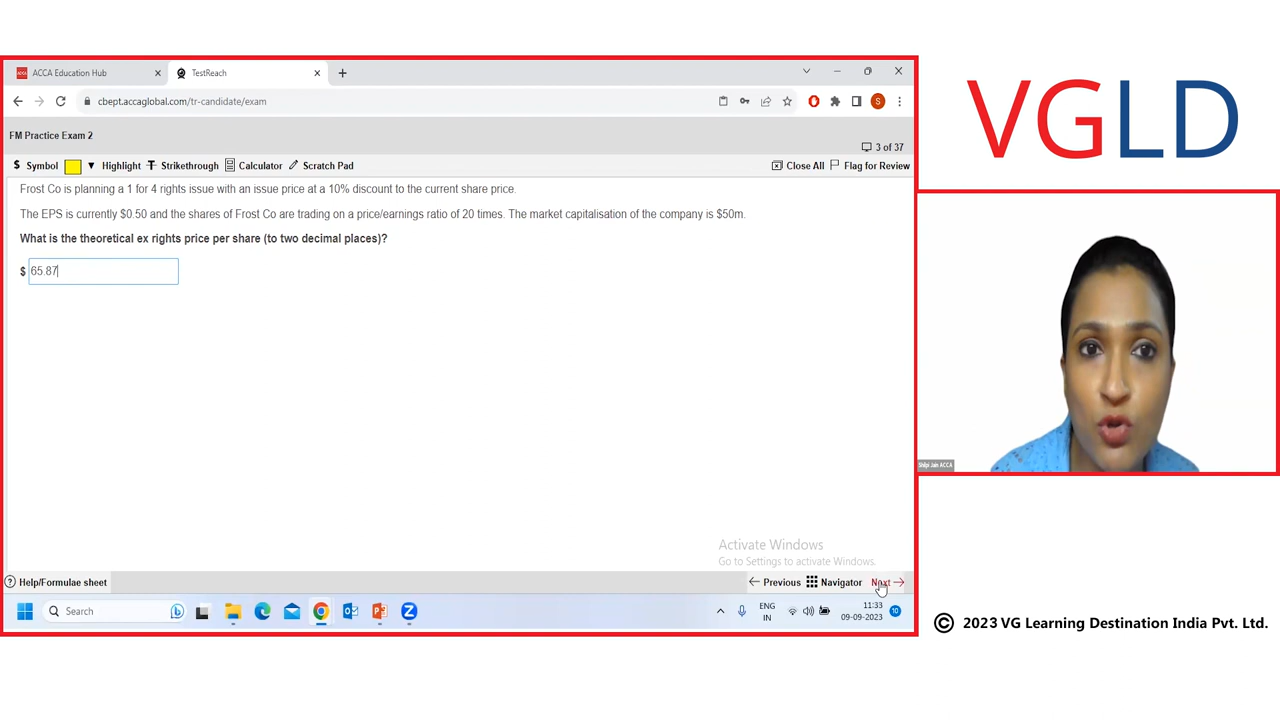 ACCA Education Hub
TestReach
cbept.accaglobal.com/tr-candidate/exam
S
FM Practice Exam 2
3 of 37
$ Symbol Highlight Strikethrough Calculator Scratch Pad Close All Flag for Review
Frost Co is planning a 1 for 4 rights issue with an issue price at a 10% discount to the current share price.
The EPS is currently $0.50 and the shares of Frost Co are trading on a price/earnings ratio of 20 times. The market capitalisation of the company is $50m.
What is the theoretical ex rights price per share (to two decimal places)?
$ 65.87
Activate Windows
Go to Settings to activate Windows.
Help/Formulae sheet Previous Navigator Next
Search
ENG
IN
11:33
09-09-2023
10
VGLD
Shilpi Jain ACCA
© 2023 VG Learning Destination India Pvt. Ltd.